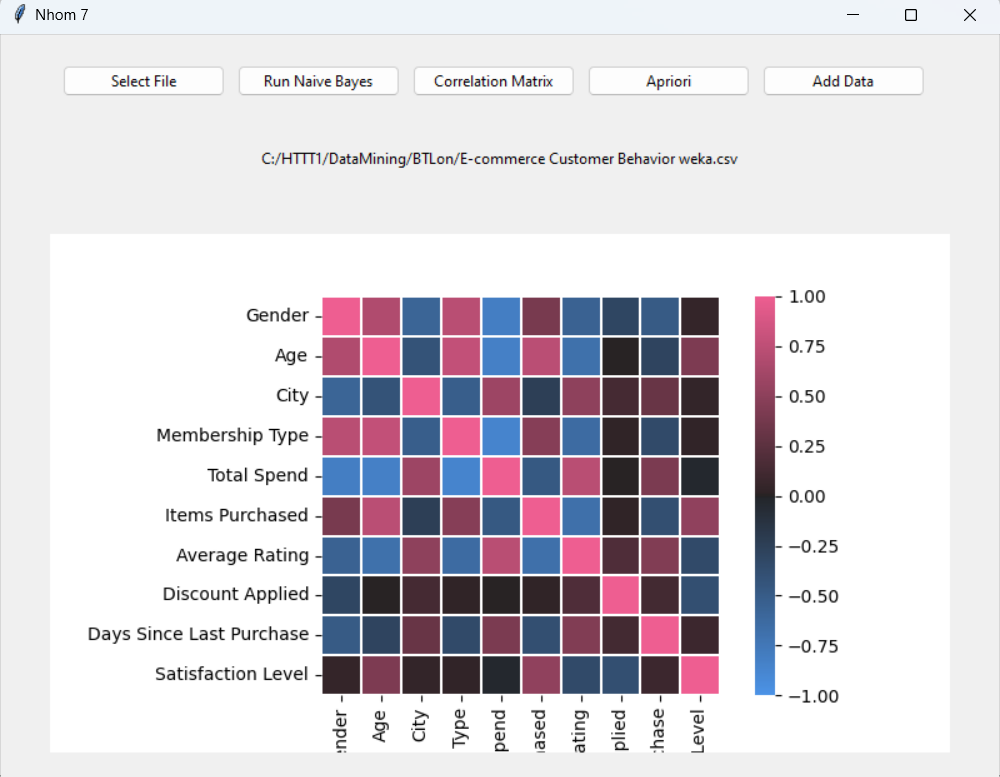 Nhom 7
Select File
Run Naive Bayes
Correlation Matrix
Apriori
Add Data
C:/HTTT1/DataMining/BTLon/E-commerce Customer Behavior weka.csv
Gender
Age
City
Membership Type
Total Spend
Items Purchased
Average Rating
Discount Applied
Days Since Last Purchase
Satisfaction Level
1.00
0.75
0.50
0.25
0.00
−0.25
−0.50
−0.75
−1.00
ender
Age
City
Type
pend
ased
ating
plied
chase
Level